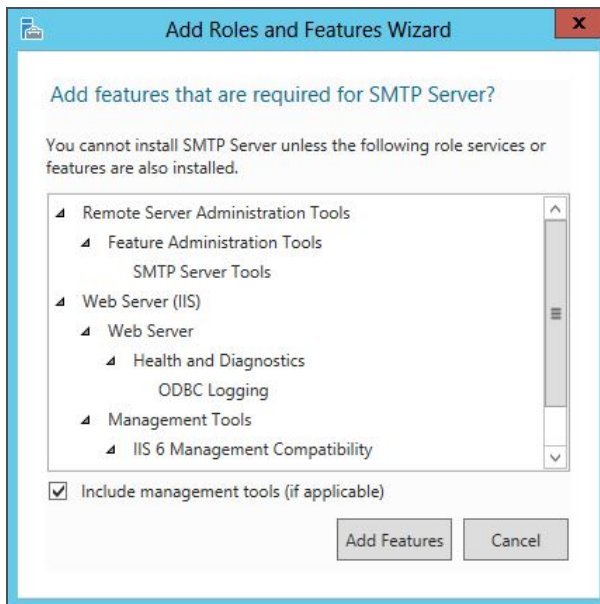 Add Roles and Features Wizard
x
Add features that are required for SMTP Server?
You cannot install SMTP Server unless the following role services or
features are also installed.
Remote Server Administration Tools
Feature Administration Tools
SMTP Server Tools
Web Server (IIS)
Web Server
Health and Diagnostics
ODBC Logging
Management Tools
IIS 6 Management Compatibility
Include management tools (if applicable)
Add Features Cancel